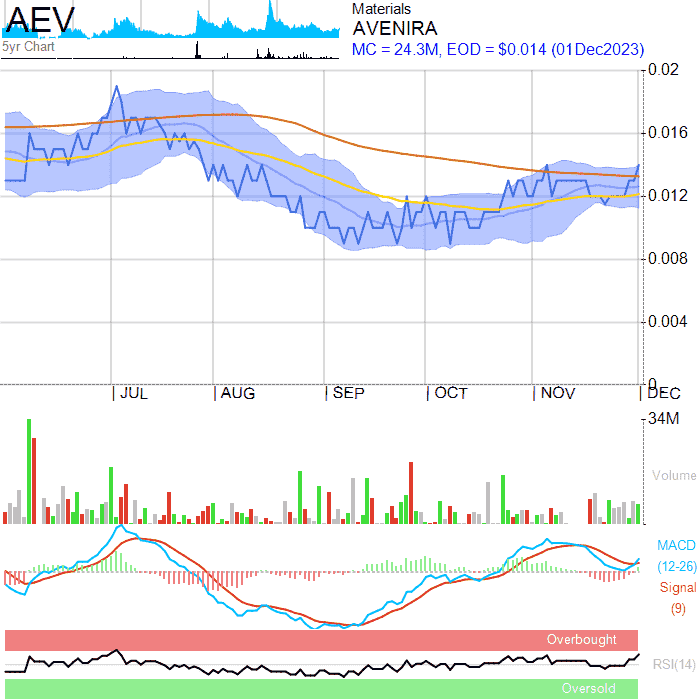 AEV
5yr Chart
Materials
AVENIRA
MC = 24.3M, EOD = $0.014 (01Dec2023)
0.02
0.016
0.012
0.008
0.004
0
JUL AUG SEP OCT NOV DEC
34M
Volume
MACD
(12-26)
Signal
(9)
Overbought
RSI(14)
Oversold